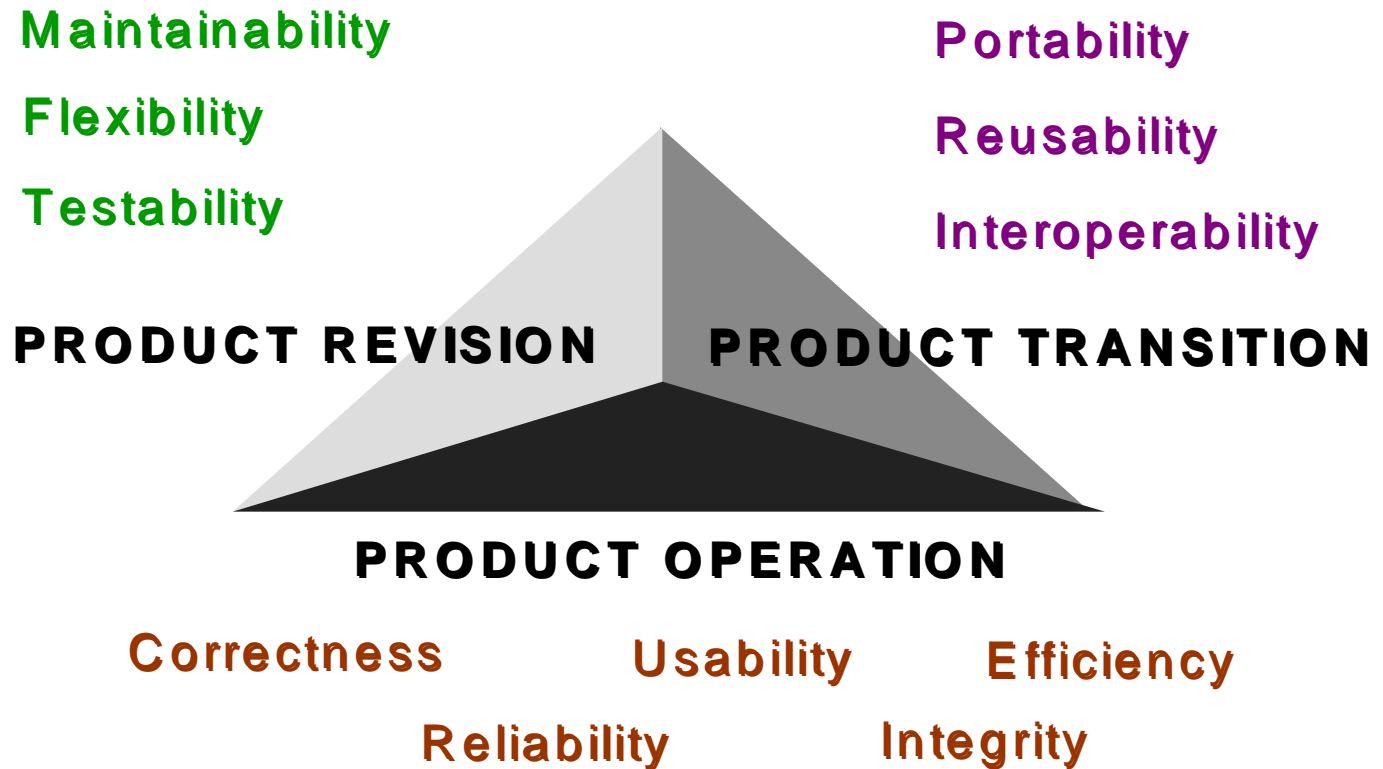 Maintainability
Flexibility
Testability
Portability
Reusability
Interoperability
PRODUCT REVISION
PRODUCT TRANSITION
PRODUCT OPERATION
Correctness
Usability
Efficiency
Reliability
Integrity